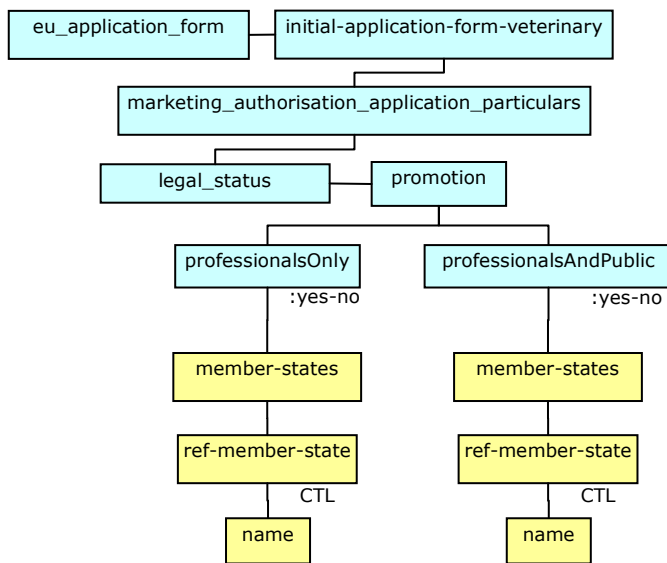 eu_application_form
initial-application-form-veterinary
marketing_authorisation_application_particulars
legal_status
promotion
professionalsOnly
professionalsAndPublic
:yes-no
:yes-no
member-states
member-states
ref-member-state
ref-member-state
CTL
CTL
name
name